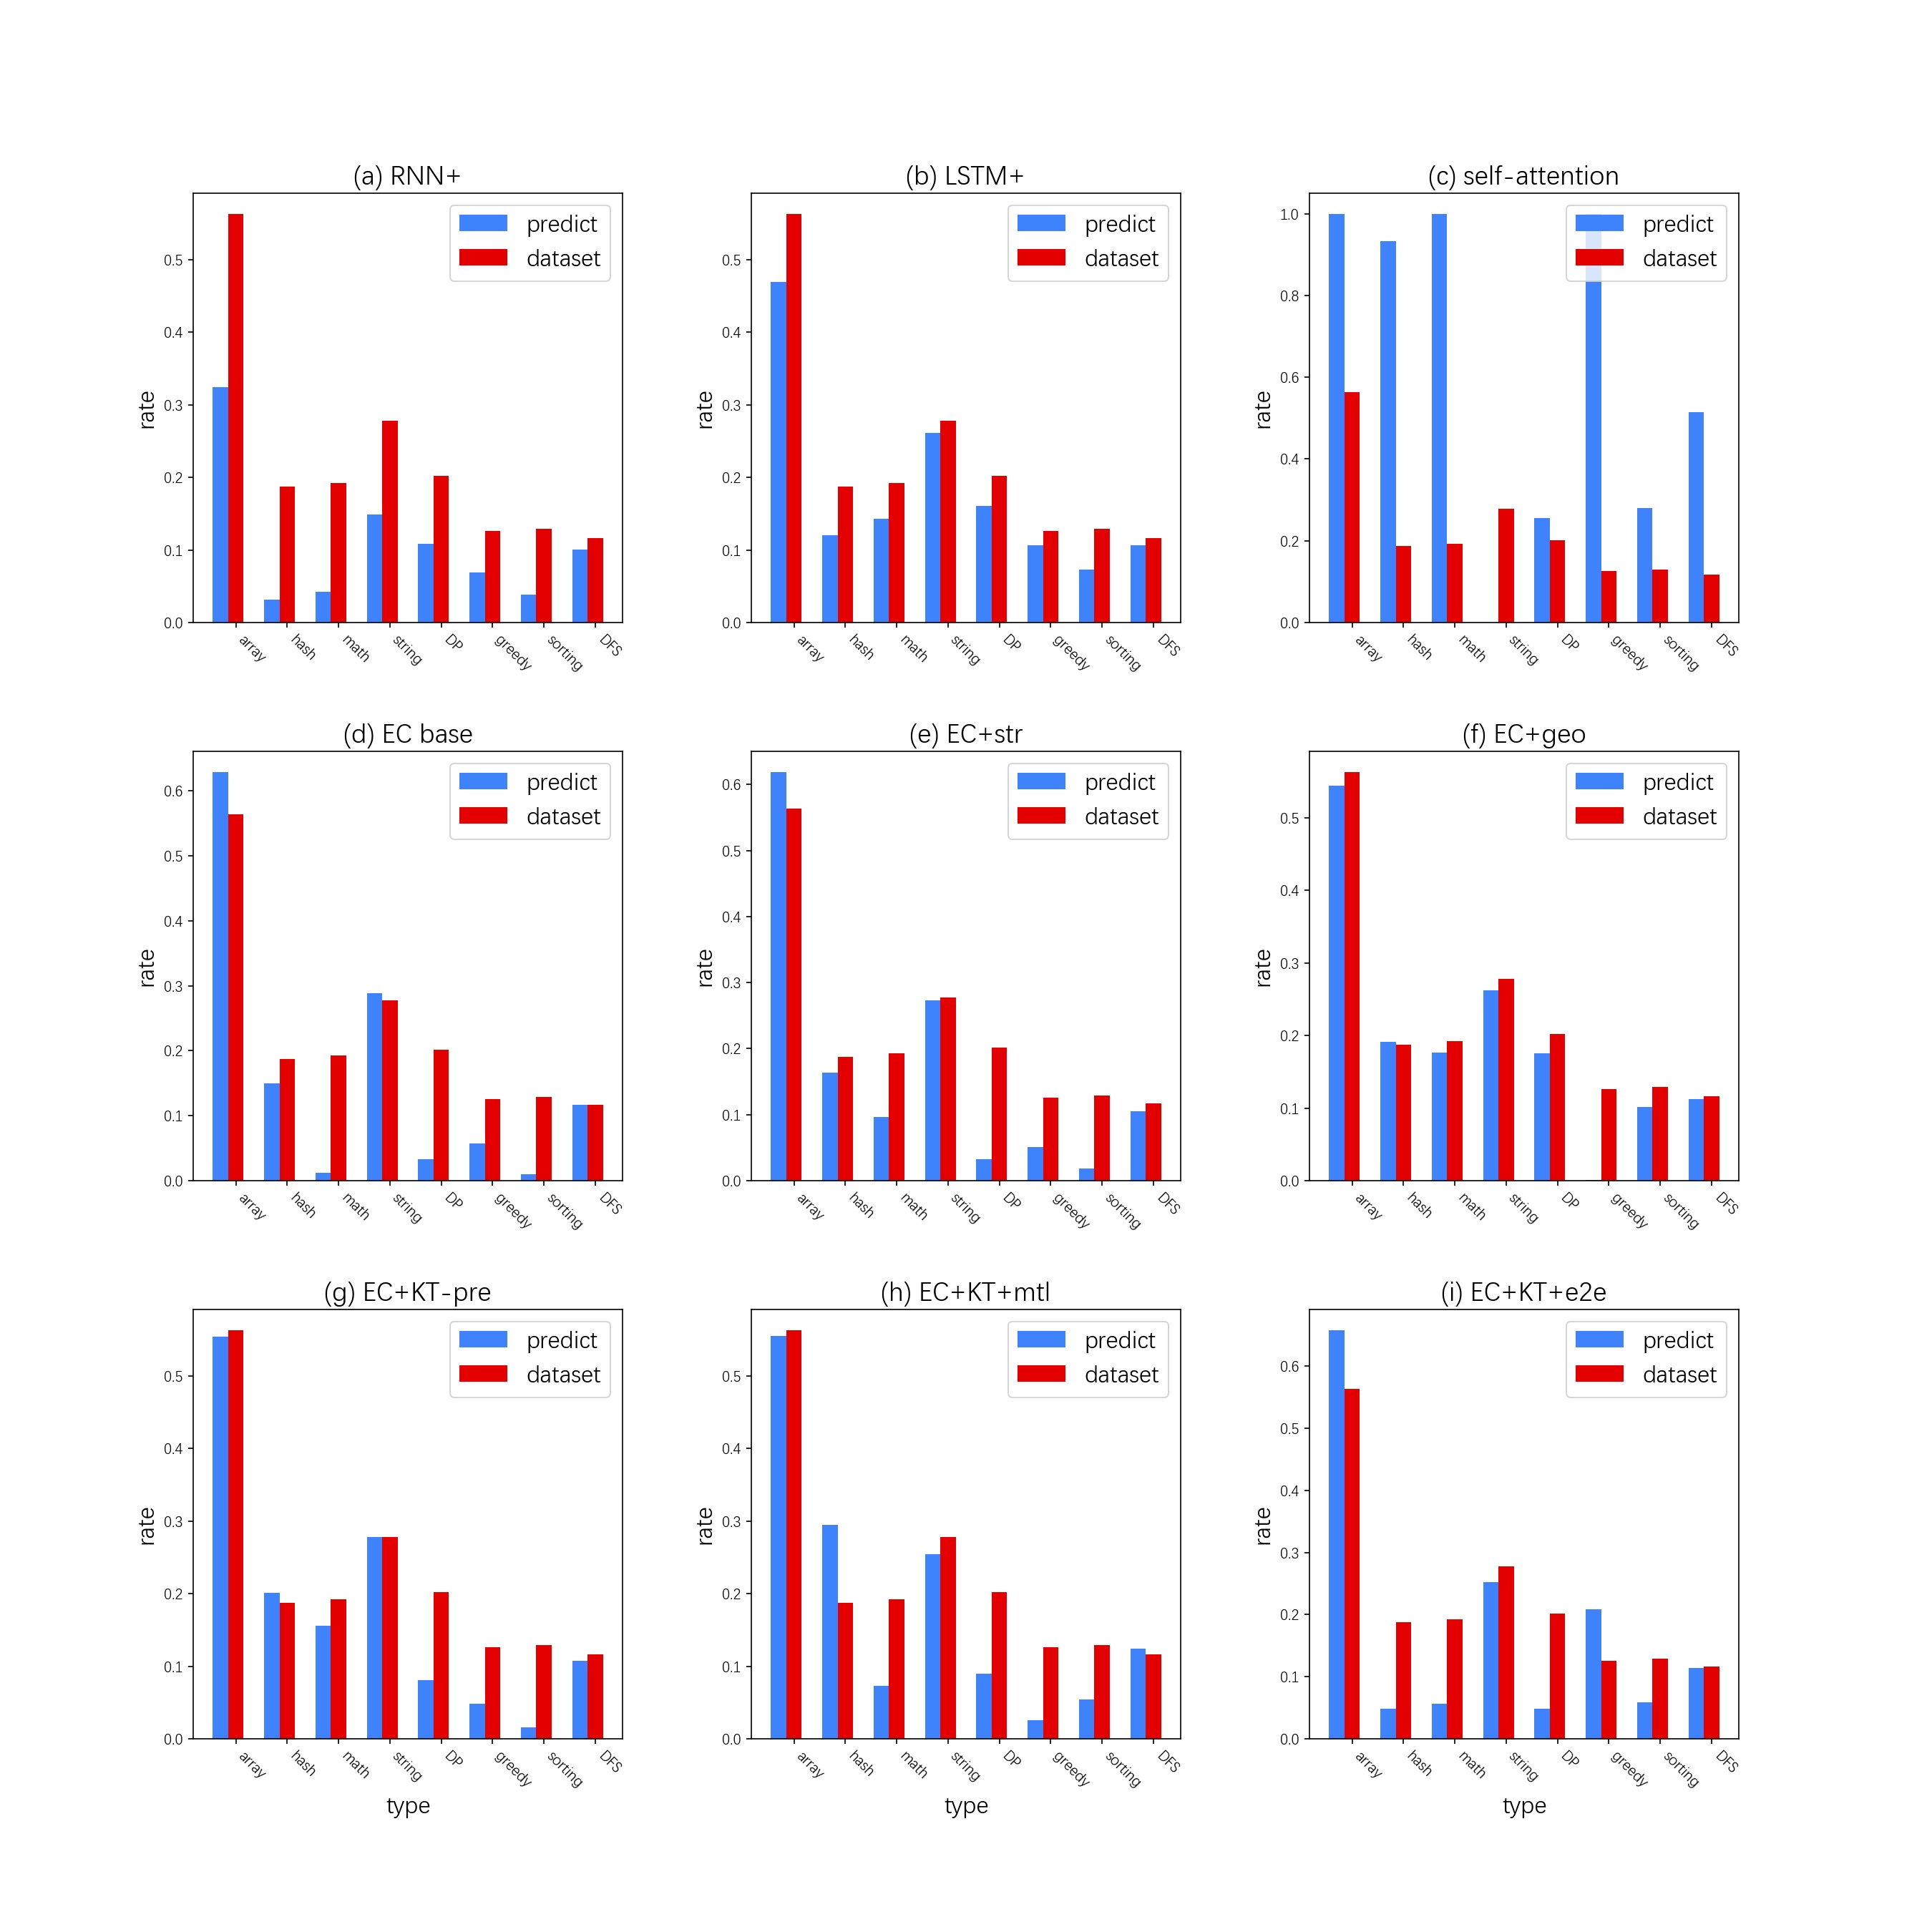 (a) RNN+
predict
dataset
rate
0.5
0.4
0.3
0.2
0.1
0.0
array hash math string DP greedy sorting DFS
(b) LSTM+
predict
dataset
rate
0.5
0.4
0.3
0.2
0.1
0.0
array hash math string DP greedy sorting DFS
(c) self-attention
predict
dataset
rate
1.0
0.8
0.6
0.4
0.2
0.0
array hash math string DP greedy sorting DFS
(d) EC base
predict
dataset
rate
0.6
0.5
0.4
0.3
0.2
0.1
0.0
array hash math string DP greedy sorting DFS
(e) EC+str
predict
dataset
rate
0.6
0.5
0.4
0.3
0.2
0.1
0.0
array hash math string DP greedy sorting DFS
(f) EC+geo
predict
dataset
rate
0.5
0.4
0.3
0.2
0.1
0.0
array hash math string DP greedy sorting DFS
(g) EC+KT-pre
predict
dataset
rate
0.5
0.4
0.3
0.2
0.1
0.0
array hash math string DP greedy sorting DFS
type
(h) EC+KT+mtl
predict
dataset
rate
0.5
0.4
0.3
0.2
0.1
0.0
array hash math string DP greedy sorting DFS
type
(i) EC+KT+e2e
predict
dataset
rate
0.6
0.5
0.4
0.3
0.2
0.1
0.0
array hash math string DP greedy sorting DFS
type